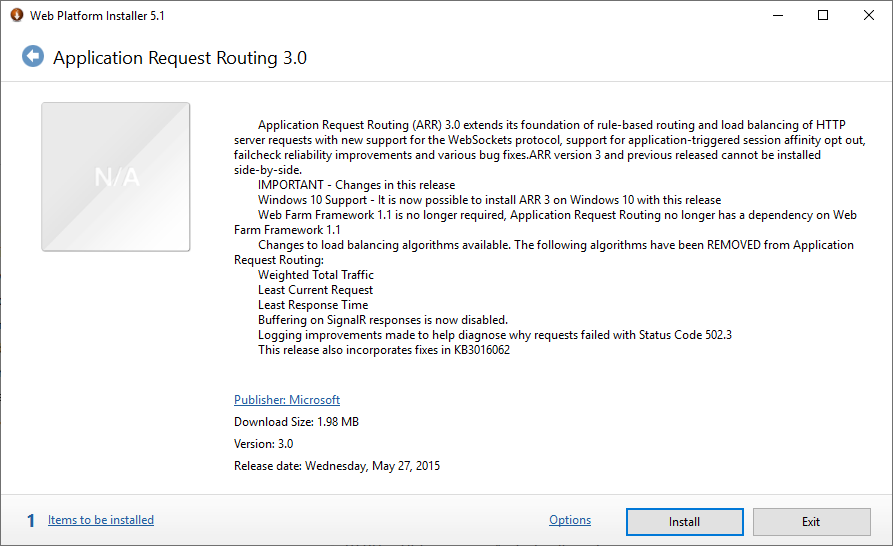 Web Platform Installer 5.1
Application Request Routing 3.0
N/A
Application Request Routing (ARR) 3.0 extends its foundation of rule-based routing and load balancing of HTTP
server requests with new support for the WebSockets protocol, support for application-triggered session affinity opt out,
failcheck reliability improvements and various bug fixes.ARR version 3 and previous released cannot be installed
side-by-side.
IMPORTANT - Changes in this release
Windows 10 Support - It is now possible to install ARR 3 on Windows 10 with this release
Web Farm Framework 1.1 is no longer required, Application Request Routing no longer has a dependency on Web
Farm Framework 1.1
Changes to load balancing algorithms available. The following algorithms have been REMOVED from Application
Request Routing:
Weighted Total Traffic
Least Current Request
Least Response Time
Buffering on SignalR responses is now disabled.
Logging improvements made to help diagnose why requests failed with Status Code 502.3
This release also incorporates fixes in KB3016062
Publisher: Microsoft
Download Size: 1.98 MB
Version: 3.0
Release date: Wednesday, May 27, 2015
1 Items to be installed Options Install Exit